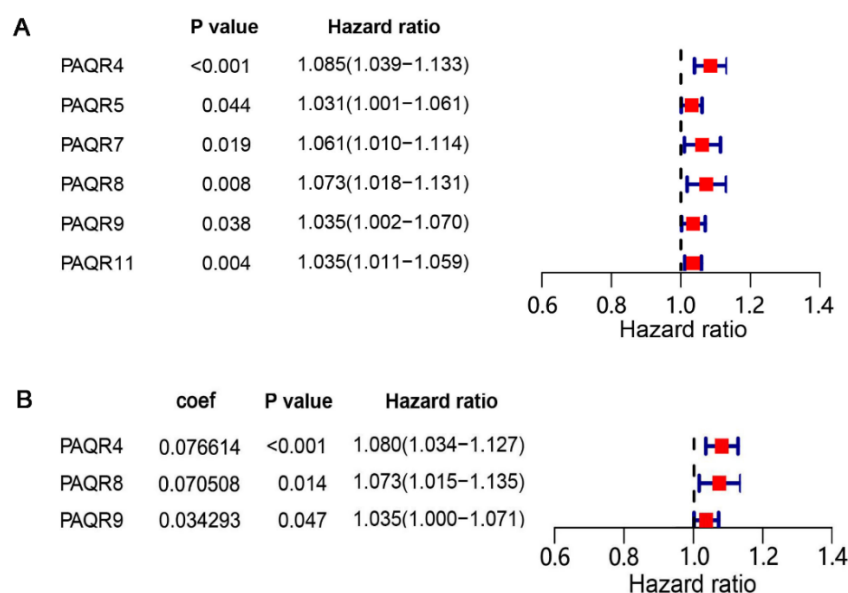 A
P value Hazard ratio
PAQR4 <0.001 1.085(1.039−1.133)
PAQR5 0.044 1.031(1.001−1.061)
PAQR7 0.019 1.061(1.010−1.114)
PAQR8 0.008 1.073(1.018−1.131)
PAQR9 0.038 1.035(1.002−1.070)
PAQR11 0.004 1.035(1.011−1.059)
0.6 0.8 1.0 1.2 1.4
Hazard ratio
B
coef P value Hazard ratio
PAQR4 0.076614 <0.001 1.080(1.034−1.127)
PAQR8 0.070508 0.014 1.073(1.015−1.135)
PAQR9 0.034293 0.047 1.035(1.000−1.071)
0.6 0.8 1.0 1.2 1.4
Hazard ratio